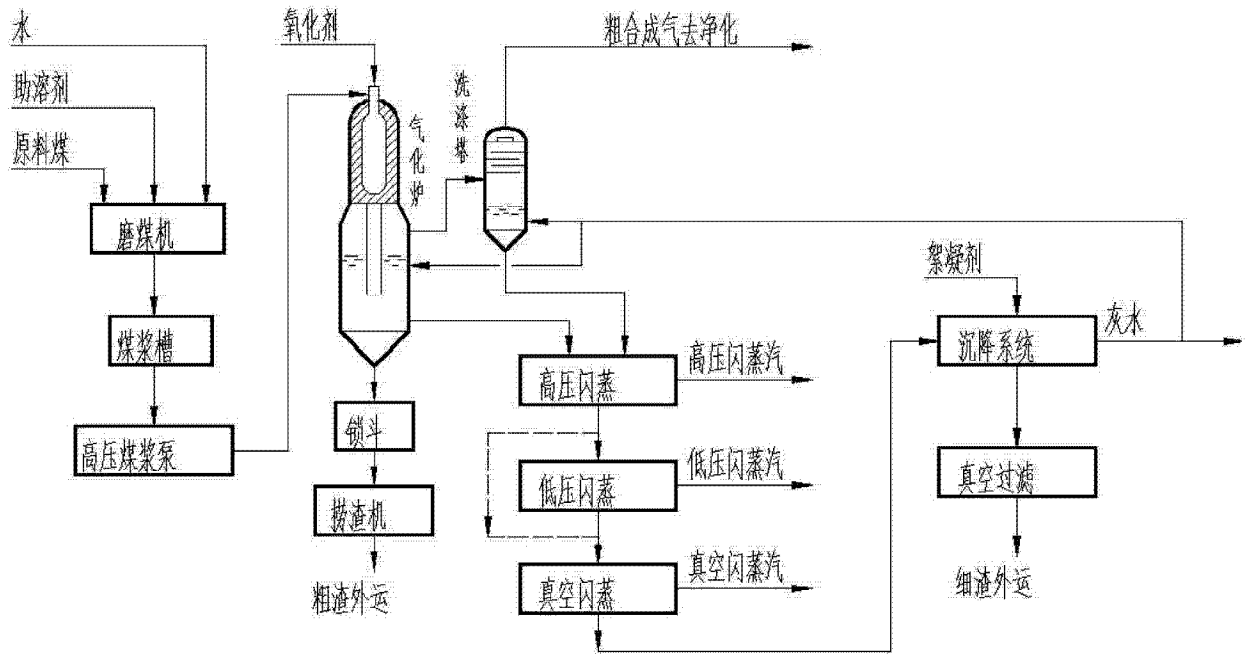 水
助溶剂
原料煤
磨煤机
煤浆槽
高压煤浆泵
氧化剂
气化炉
锁斗
捞渣机
粗渣外运
洗涤塔
粗合成气去净化
高压闪蒸
高压闪蒸汽
低压闪蒸
低压闪蒸汽
真空闪蒸
真空闪蒸汽
絮凝剂
沉降系统
灰水
真空过滤
细渣外运